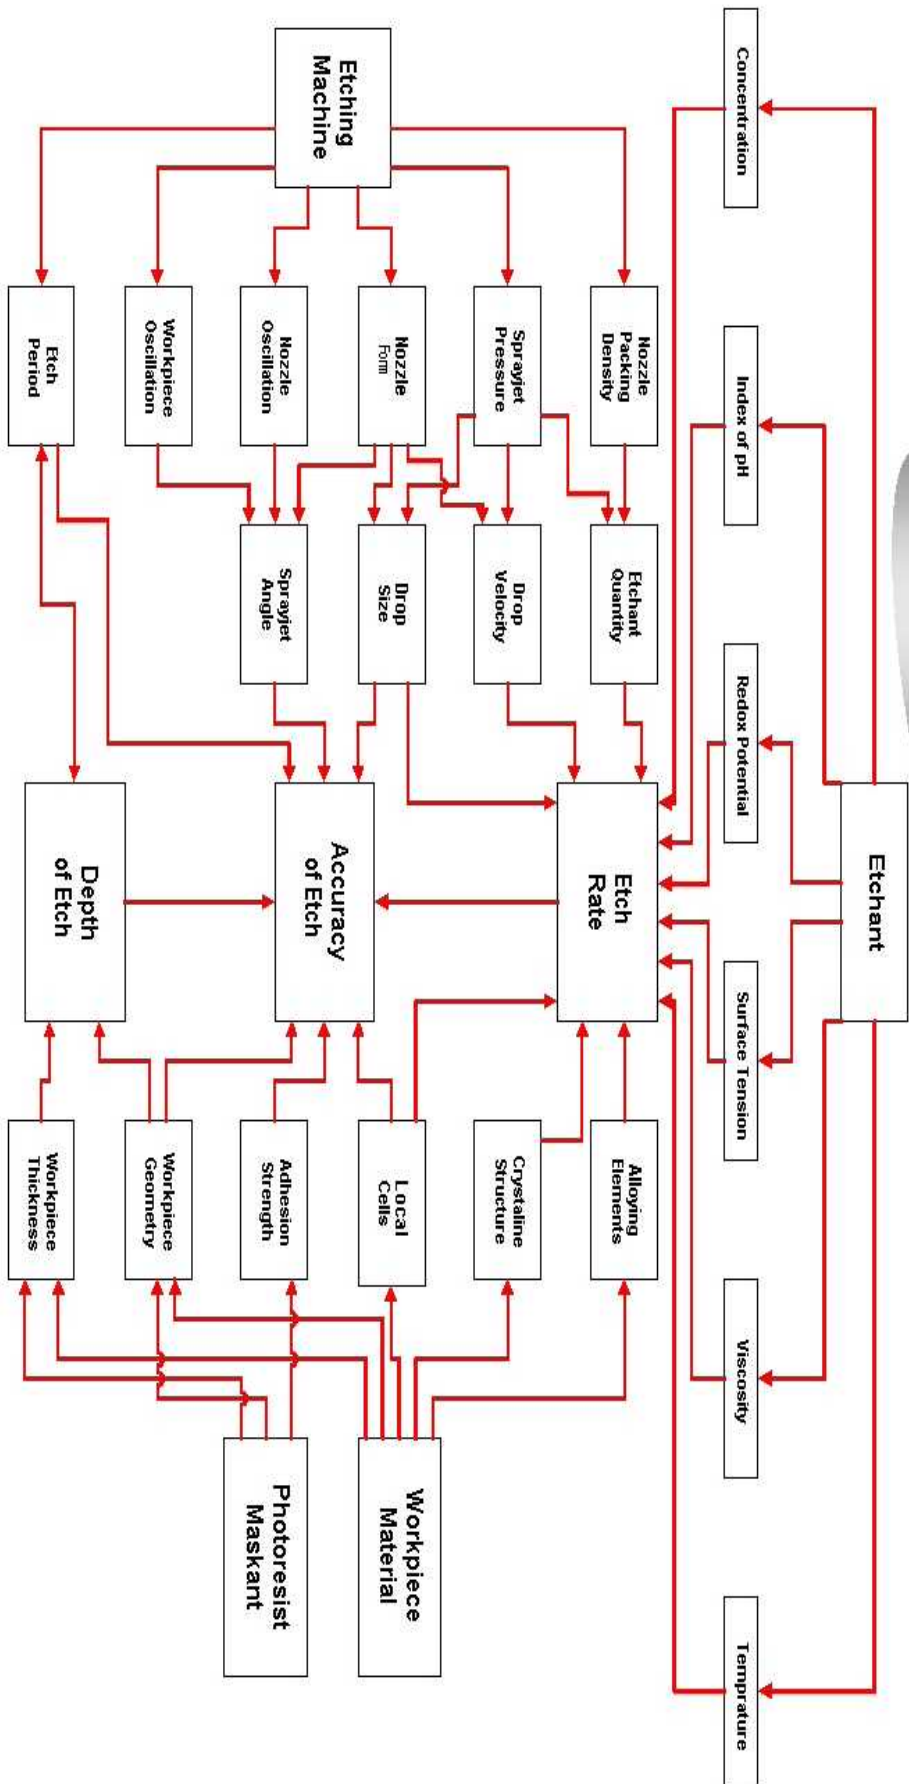 Etchant
Concentration
Index of pH
Redox Potential
Surface Tension
Viscosity
Temprature
Etching
Machine
Nozzle
Packing
Density
Sprayjet
Pressure
Nozzle
Form
Nozzle
Oscillation
Workpiece
Oscillation
Etch
Period
Etchant
Quantity
Drop
Velocity
Drop
Size
Sprayjet
Angle
Etch
Rate
Accuracy
of Etch
Depth
of Etch
Alloying
Elements
Crystaline
Structure
Local
Cells
Adhesion
Strength
Workpiece
Geometry
Workpiece
Thickness
Workpiece
Material
Photoresist
Maskant